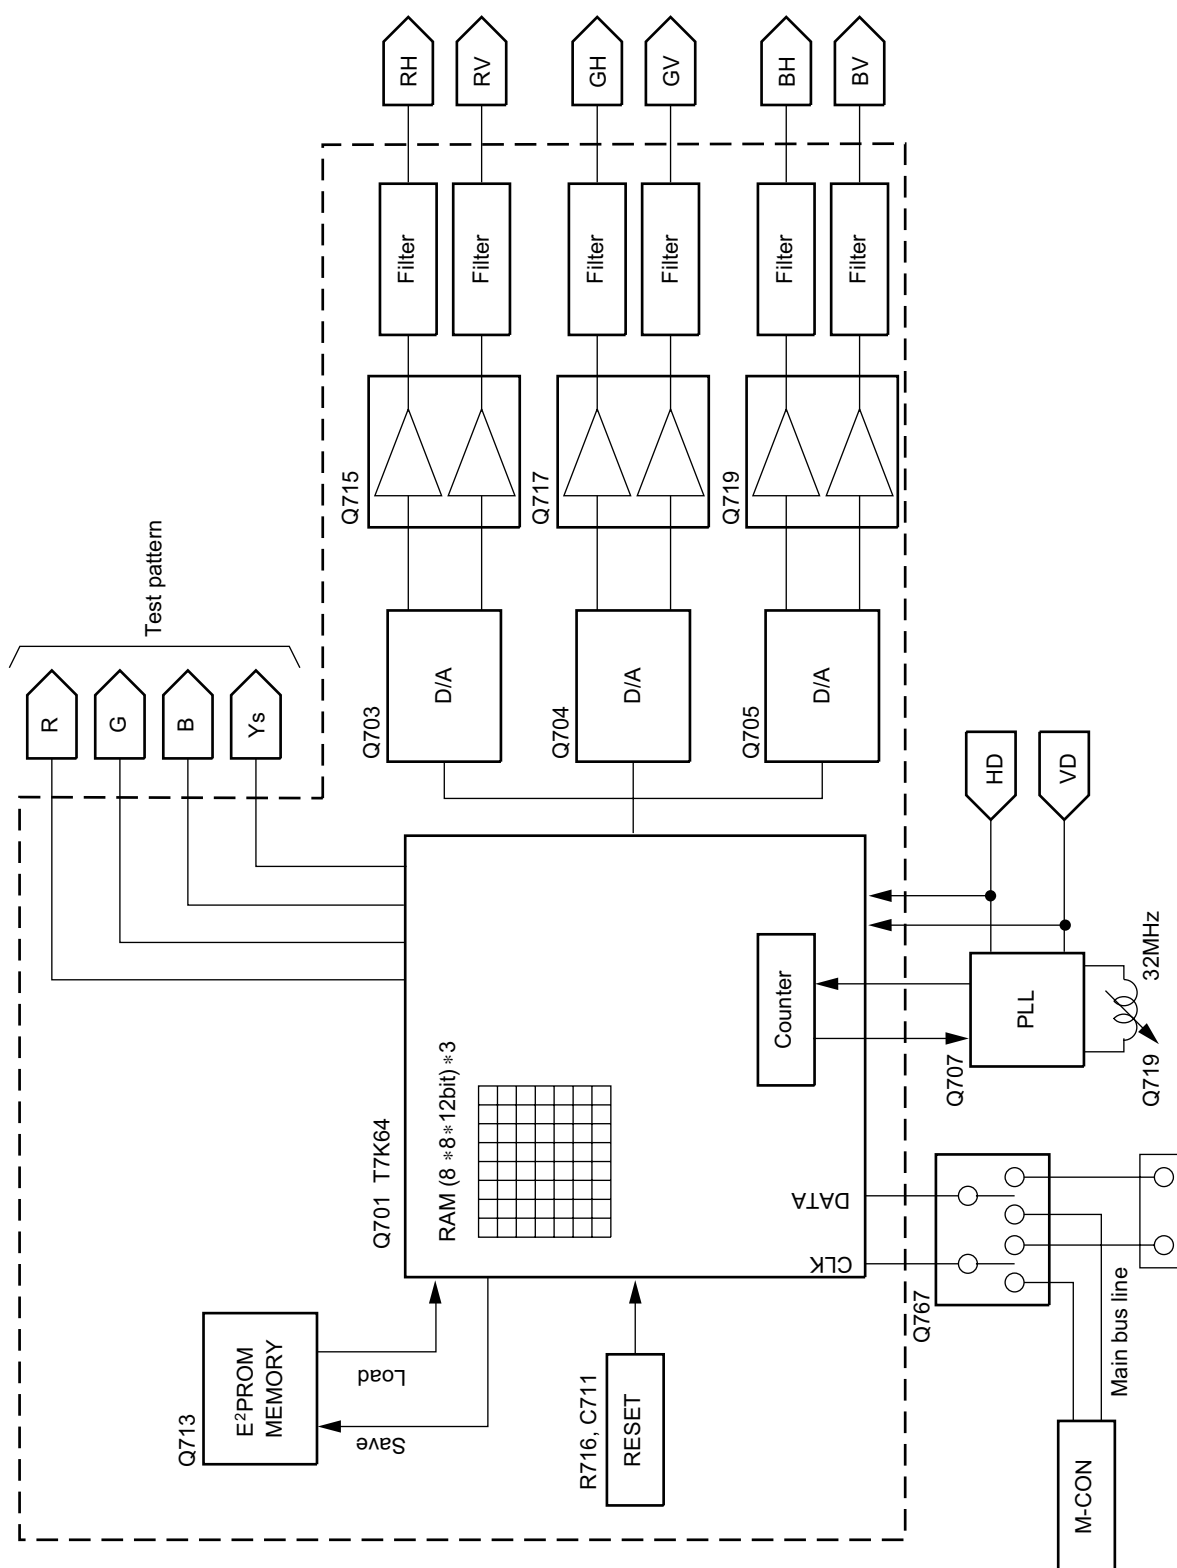 Q713
E²PROM
MEMORY
Save
Load
R716, C711
RESET
Q701 T7K64
RAM (8 *8*12bit)*3
Counter
CLK
DATA
Test pattern
R
G
B
Ys
Q703
D/A
Q704
D/A
Q705
D/A
Q715
Q717
Q719
Filter
Filter
Filter
Filter
Filter
Filter
RH
RV
GH
GV
BH
BV
HD
VD
Q707
PLL
Q719
32MHz
Q767
Main bus line
M-CON